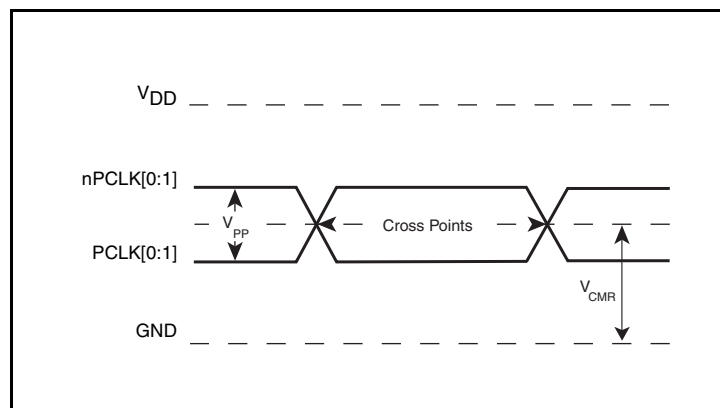 VDD
nPCLK[0:1]
VPP
Cross Points
PCLK[0:1]
VCMR
GND